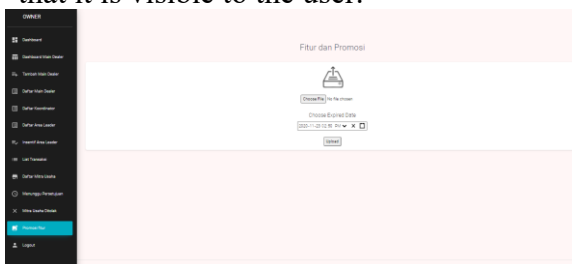 that it is visible to the user.
OWNER
Dashboard
Dashboard Main Dealer
Tambah Main Dealer
Daftar Main Dealer
Daftar Koordinator
Daftar Area Leader
Insentif Area Leader
List Transaksi
Daftar Mitra Usaha
Menunggu Persetujuan
Mitra Usaha Ditolak
Promosi Fitur
Logout
Fitur dan Promosi
Choose File No file chosen
Choose Expired Date
Upload